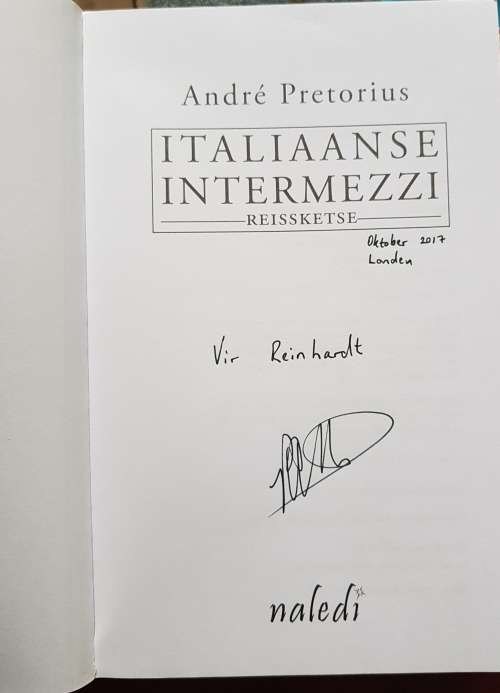 André Pretorius
ITALIAANSE
INTERMEZZI
REISSKETSE
Oktober 2017
Londen
Vir Reinhardt
naledi